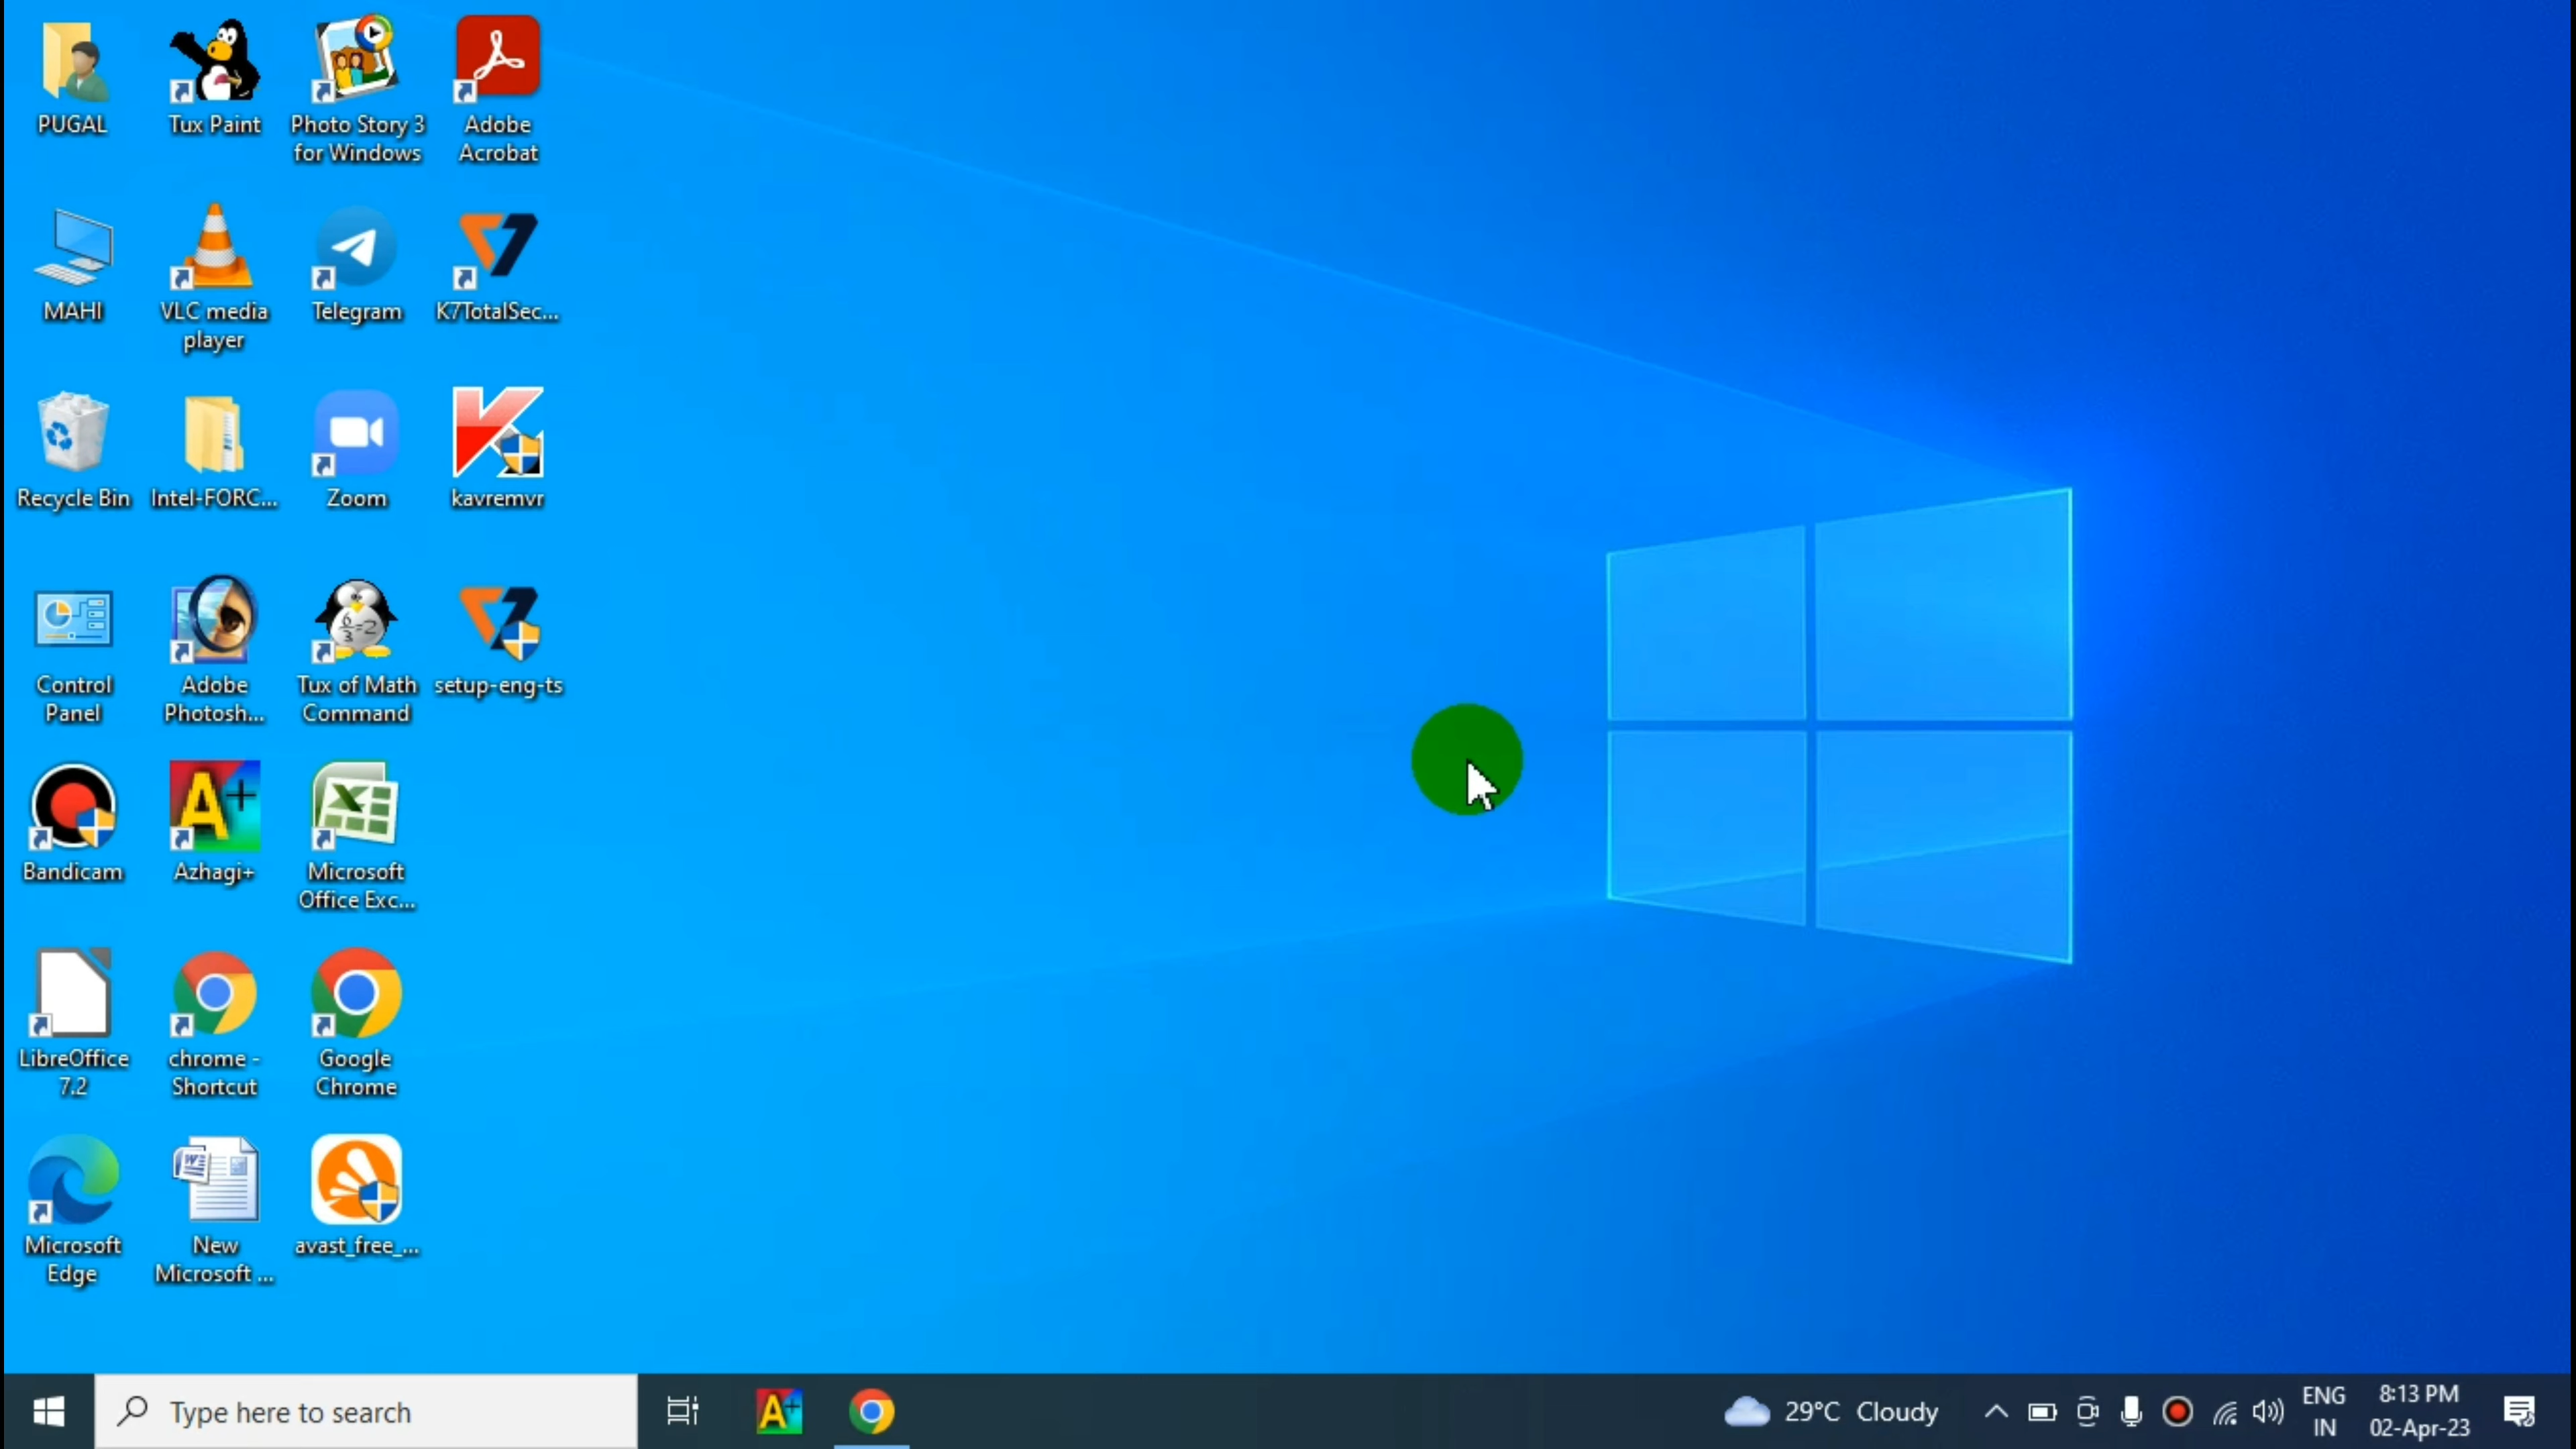 PUGAL
Tux Paint
Photo Story 3
for Windows
Adobe
Acrobat
MAHI
VLC media
player
Telegram
K7TotalSec...
Recycle Bin
Intel-FORC...
Zoom
kavremvr
Control
Panel
Adobe
Photosh...
6
3 =2
Tux of Math
Command
setup-eng-ts
Bandicam
A+
Azhagi+
Microsoft
Office Exc...
LibreOffice
7.2
chrome -
Shortcut
Google
Chrome
Microsoft
Edge
New
Microsoft ...
avast_free_...
Type here to search
A+
29°C Cloudy
ENG
IN
8:13 PM
02-Apr-23